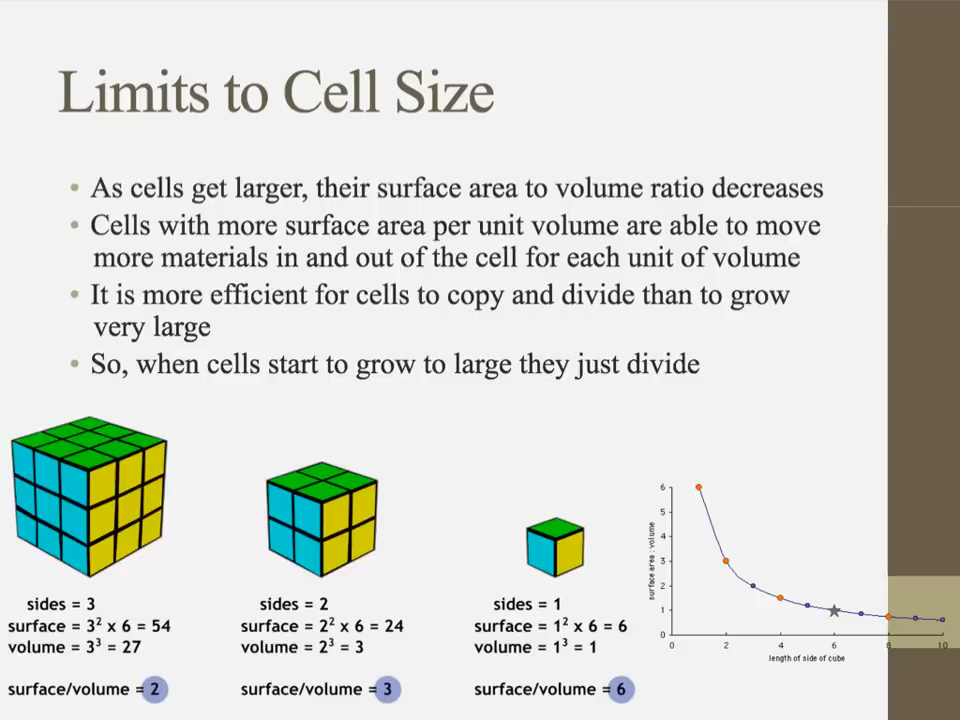 Limits to Cell Size
• As cells get larger, their surface area to volume ratio decreases
• Cells with more surface area per unit volume are able to move
more materials in and out of the cell for each unit of volume
• It is more efficient for cells to copy and divide than to grow
very large
• So, when cells start to grow to large they just divide
sides = 3
surface = 3² x 6 = 54
volume = 3³ = 27
surface/volume = 2
sides = 2
surface = 2² x 6 = 24
volume = 2³ = 3
surface/volume = 3
sides = 1
surface = 1² x 6 = 6
volume = 1³ = 1
surface/volume = 6
surface area : volume
6
5
4
3
2
1
0
0 2 4 6 8 10
length of side of cube